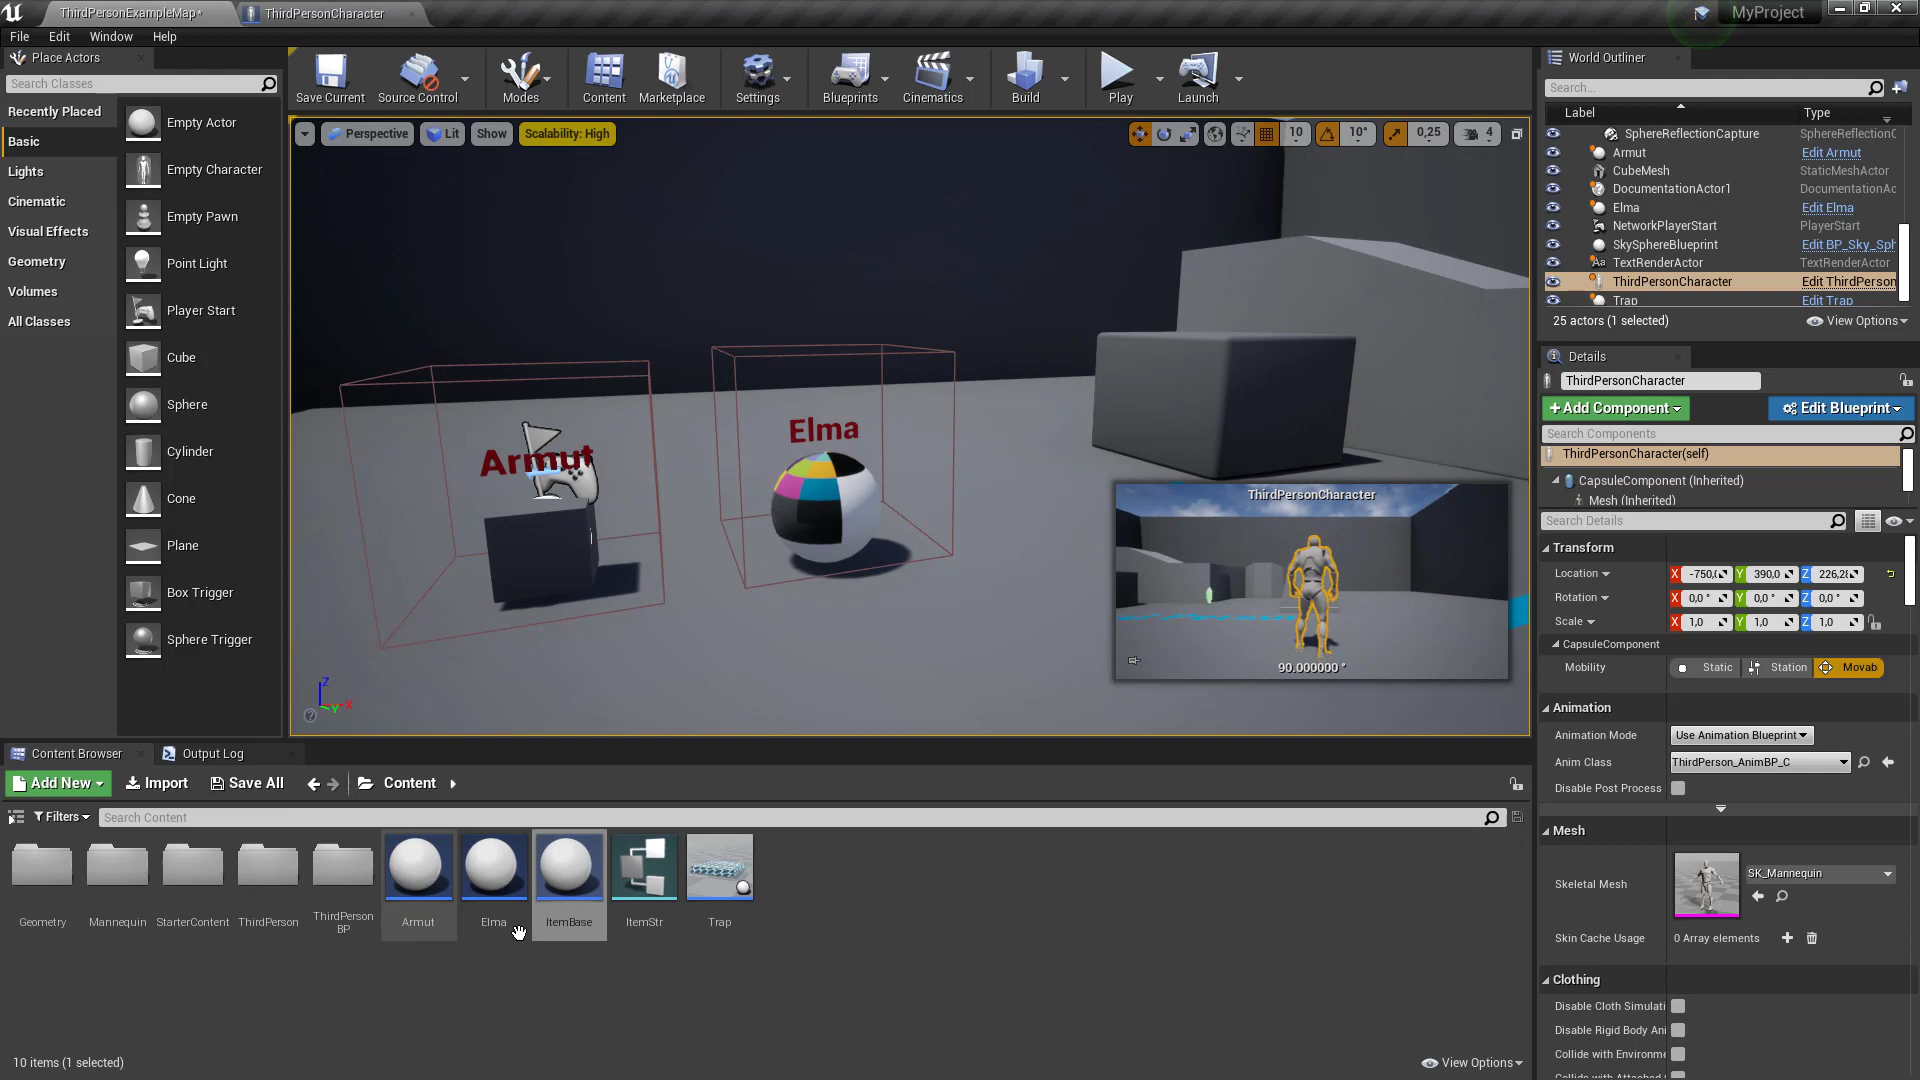 ThirdPersonExampleMap*
ThirdPersonCharacter
MyProject
File Edit Window Help
Place Actors
Search Classes
Recently Placed
Basic
Lights
Cinematic
Visual Effects
Geometry
Volumes
All Classes
Empty Actor
Empty Character
Empty Pawn
Point Light
Player Start
Cube
Sphere
Cylinder
Cone
Plane
Box Trigger
Sphere Trigger
Save Current
Source Control
Modes
Content
Marketplace
Settings
Blueprints
Cinematics
Build
Play
Launch
Perspective Lit Show Scalability: High
10 10° 0,25 4
Armut
Elma
ThirdPersonCharacter
90.000000 °
Z
Y X
World Outliner
Search...
Label Type
SphereReflectionCapture SphereReflectionC
Armut Edit Armut
CubeMesh StaticMeshActor
DocumentationActor1 DocumentationAc
Elma Edit Elma
NetworkPlayerStart PlayerStart
SkySphereBlueprint Edit BP_Sky_Sph
TextRenderActor TextRenderActor
ThirdPersonCharacter Edit ThirdPerson
Trap Edit Trap
25 actors (1 selected) View Options
Details
ThirdPersonCharacter
+Add Component Edit Blueprint
Search Components
ThirdPersonCharacter(self)
CapsuleComponent (Inherited)
Mesh (Inherited)
Search Details
Transform
Location X -750,( Y 390,0 Z 226,28
Rotation X 0,0 ° Y 0,0 ° Z 0,0 °
Scale X 1,0 Y 1,0 Z 1,0
CapsuleComponent
Mobility Static Station Movab
Animation
Animation Mode Use Animation Blueprint
Anim Class ThirdPerson_AnimBP_C
Disable Post Process
Mesh
Skeletal Mesh SK_Mannequin
Skin Cache Usage 0 Array elements
Clothing
Disable Cloth Simulati
Disable Rigid Body Ani
Collide with Environme
Content Browser
Output Log
Add New Import Save All Content
Filters Search Content
Geometry
Mannequin
StarterContent
ThirdPerson
ThirdPerson
BP
Armut
Elma
ItemBase
ItemStr
Trap
10 items (1 selected)
View Options